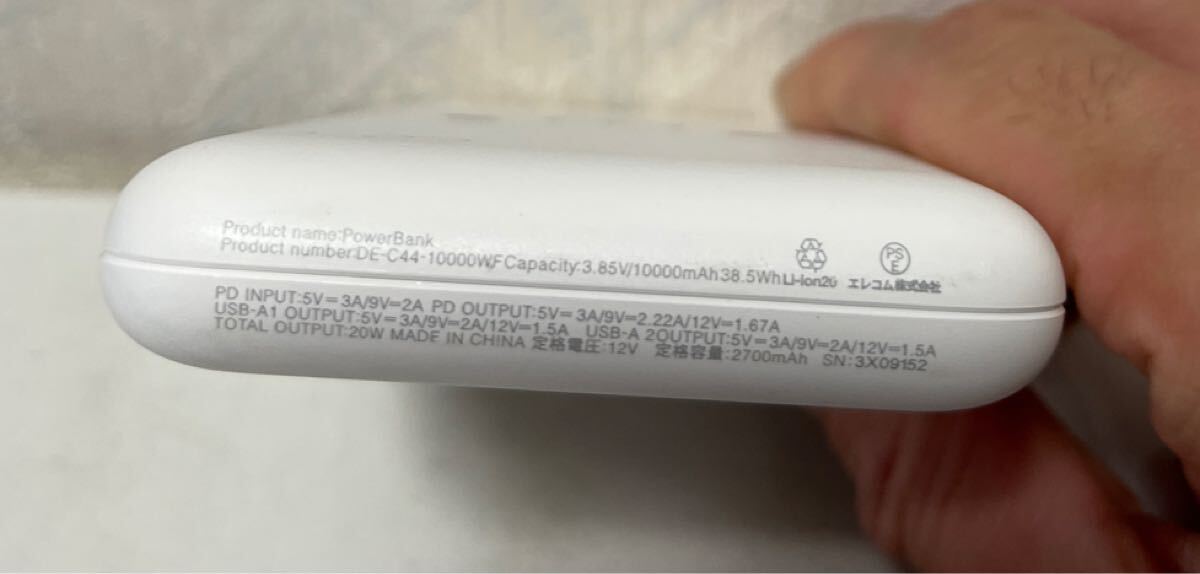 Product name:PowerBank
Product number:DE-C44-10000WF Capacity:3.85V/10000mAh 38.5Wh Li-ion20 PSE エレコム株式会社
PD INPUT:5V=3A/9V=2A PD OUTPUT:5V=3A/9V=2.22A/12V=1.67A
USB-A1 OUTPUT:5V=3A/9V=2A/12V=1.5A USB-A 2OUTPUT:5V=3A/9V=2A/12V=1.5A
TOTAL OUTPUT:20W MADE IN CHINA 定格電圧:12V 定格容量:2700mAh SN:3X09152